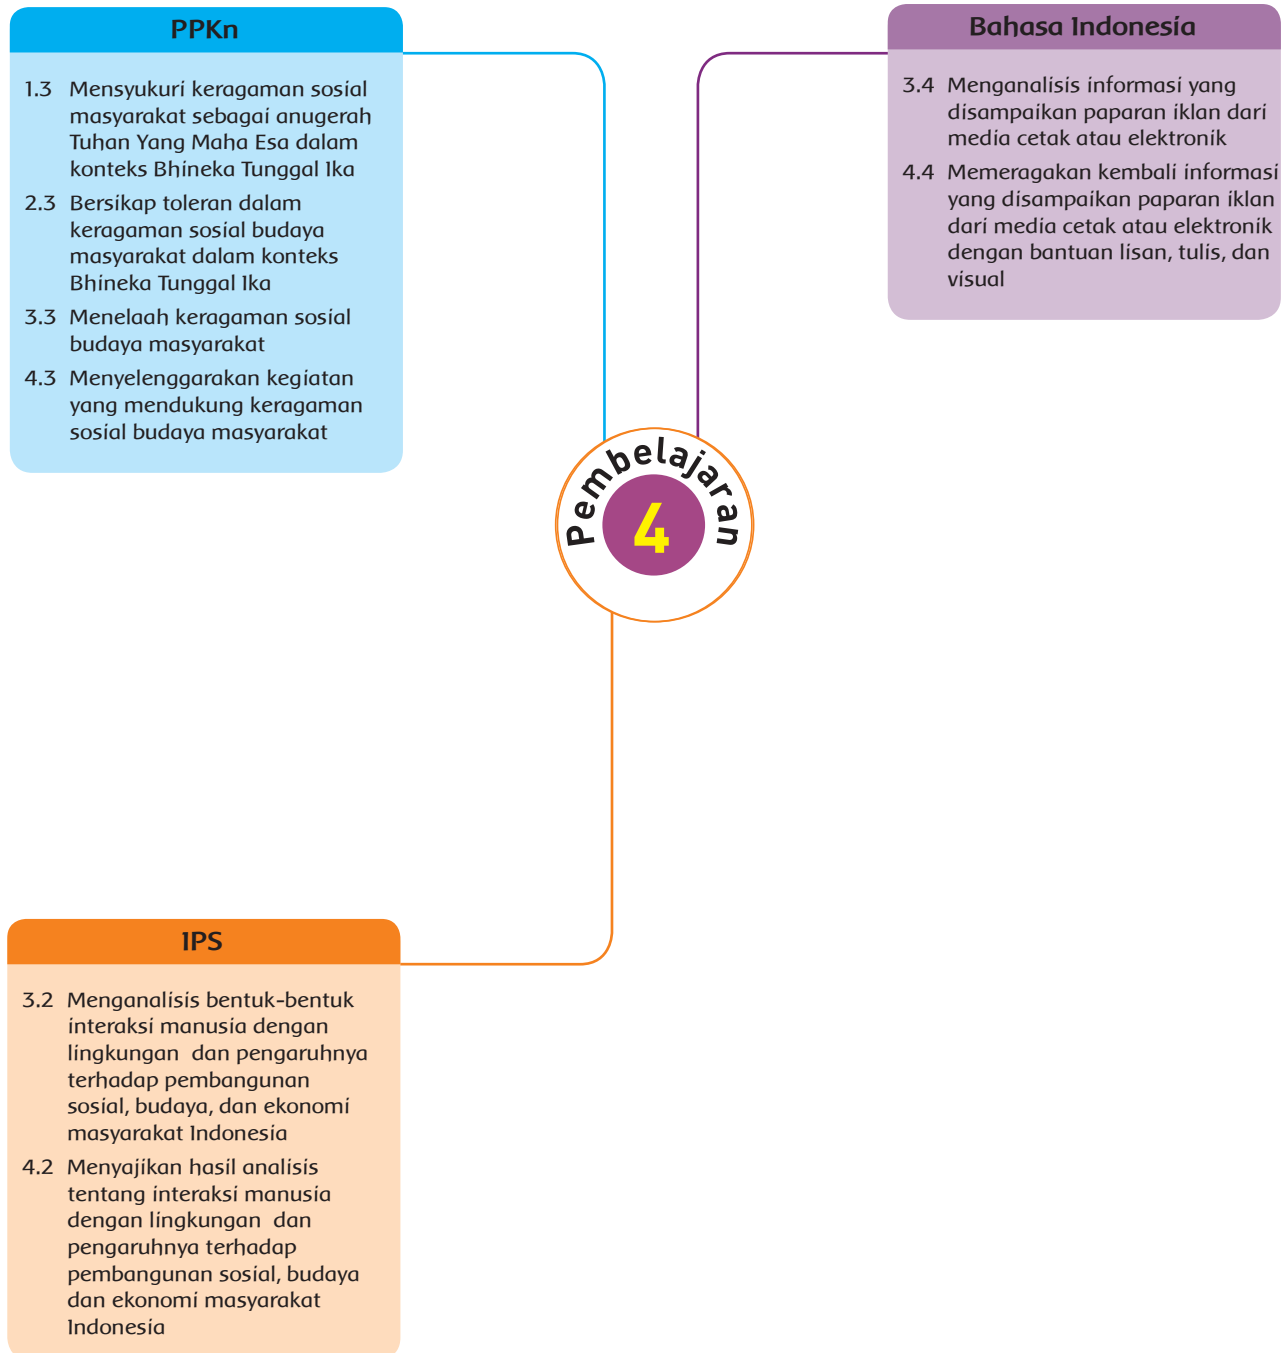 PPKn
1.3 Mensyukuri keragaman sosial
masyarakat sebagai anugerah
Tuhan Yang Maha Esa dalam
konteks Bhineka Tunggal Ika
2.3 Bersikap toleran dalam
keragaman sosial budaya
masyarakat dalam konteks
Bhineka Tunggal Ika
3.3 Menelaah keragaman sosial
budaya masyarakat
4.3 Menyelenggarakan kegiatan
yang mendukung keragaman
sosial budaya masyarakat
Bahasa Indonesia
3.4 Menganalisis informasi yang
disampaikan paparan iklan dari
media cetak atau elektronik
4.4 Memeragakan kembali informasi
yang disampaikan paparan iklan
dari media cetak atau elektronik
dengan bantuan lisan, tulis, dan
visual
Pembelajaran
4
IPS
3.2 Menganalisis bentuk-bentuk
interaksi manusia dengan
lingkungan dan pengaruhnya
terhadap pembangunan
sosial, budaya, dan ekonomi
masyarakat Indonesia
4.2 Menyajikan hasil analisis
tentang interaksi manusia
dengan lingkungan dan
pengaruhnya terhadap
pembangunan sosial, budaya
dan ekonomi masyarakat
Indonesia